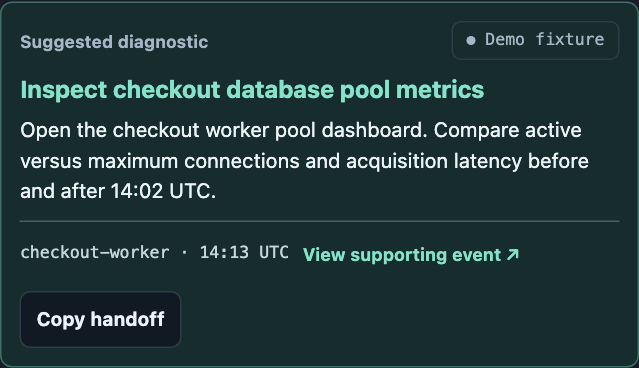 Suggested diagnostic
● Demo fixture
Inspect checkout database pool metrics
Open the checkout worker pool dashboard. Compare active
versus maximum connections and acquisition latency before
and after 14:02 UTC.
checkout-worker · 14:13 UTC View supporting event ↗
Copy handoff